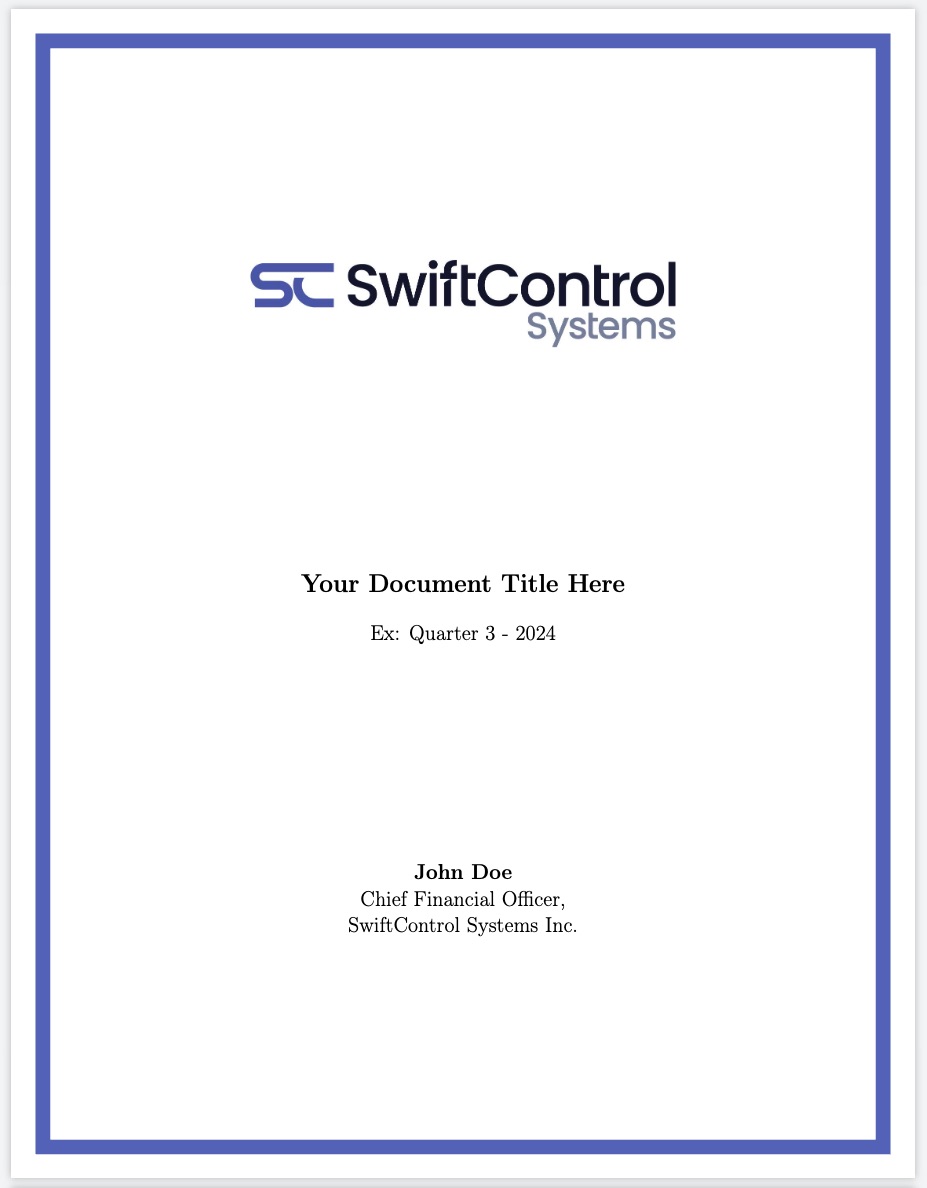 SC SwiftControl
Systems
Your Document Title Here
Ex: Quarter 3 - 2024
John Doe
Chief Financial Officer,
SwiftControl Systems Inc.